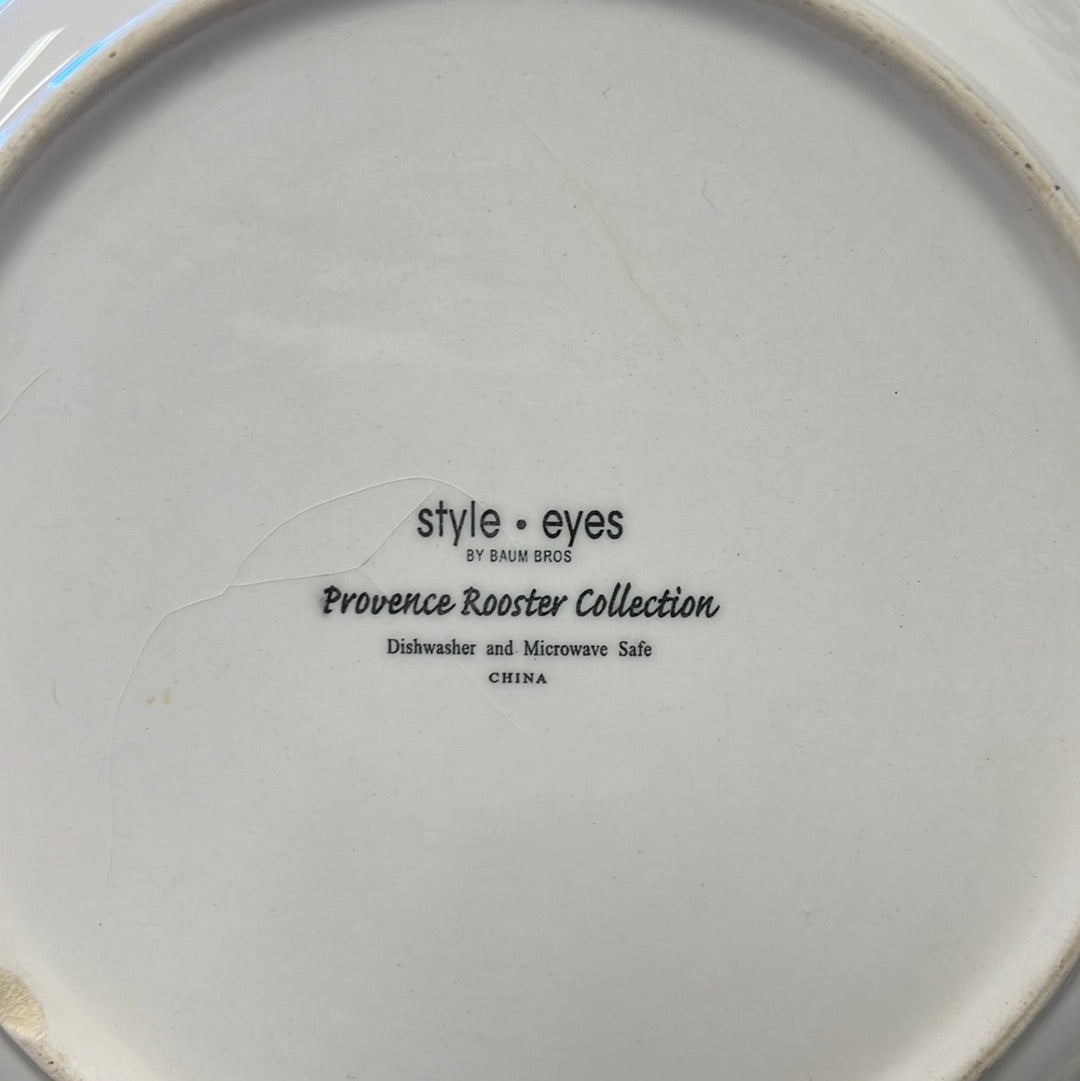 style • eyes
BY BAUM BROS
Provence Rooster Collection
Dishwasher and Microwave Safe
CHINA